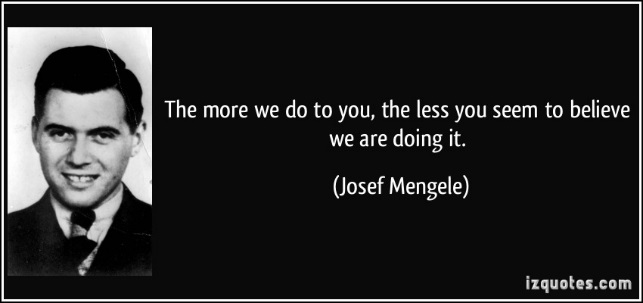 The more we do to you, the less you seem to believe
we are doing it.
(Josef Mengele)
izquotes.com